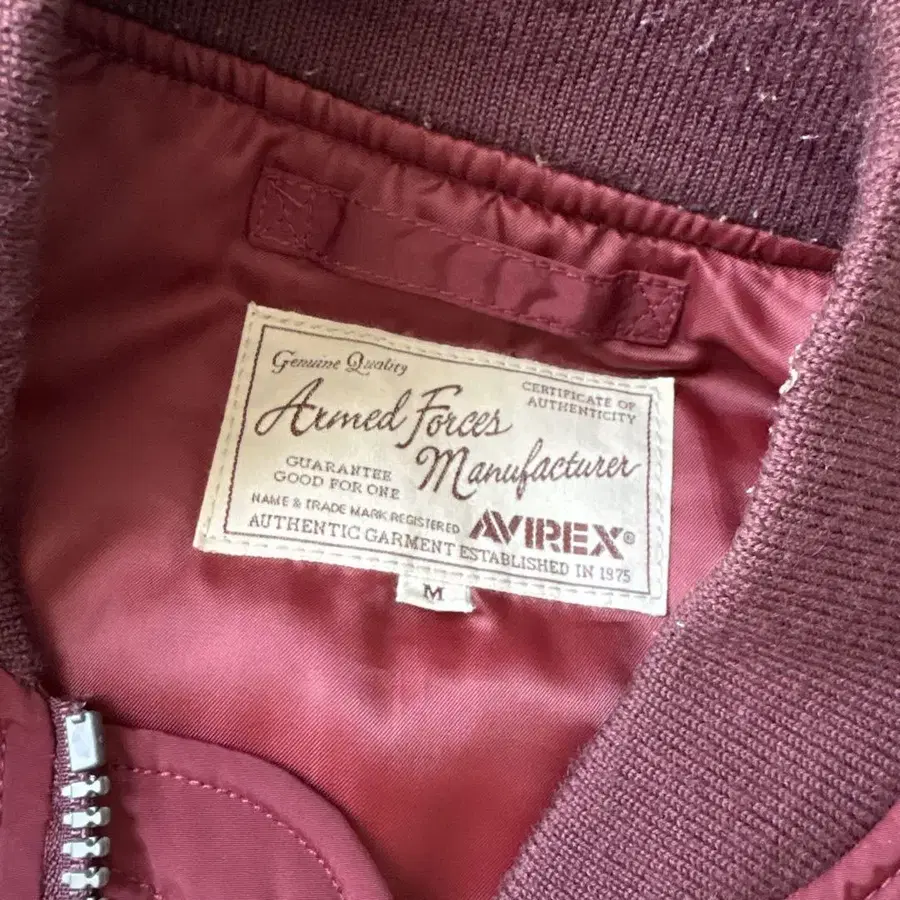 Genuine Quality
CERTIFICATE OF
AUTHENTICITY
Armed Forces
Manufacturer
GUARANTEE
GOOD FOR ONE
NAME & TRADE MARK REGISTERED
AVIREX®
AUTHENTIC GARMENT ESTABLISHED IN 1975
M